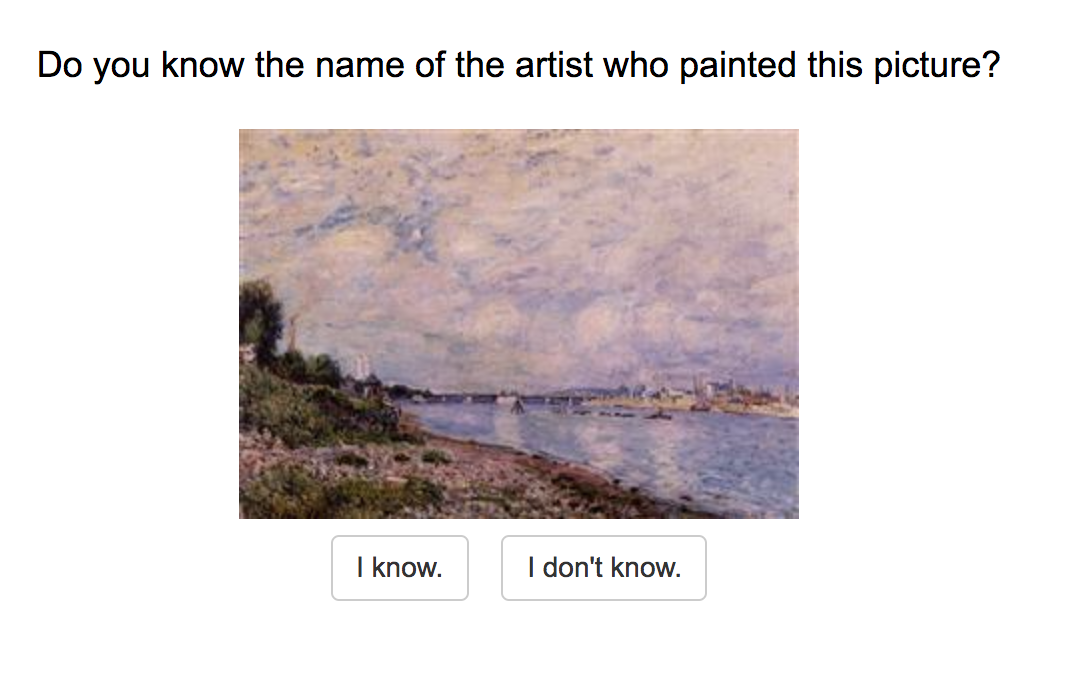 Do you know the name of the artist who painted this picture?
I know.
I don't know.